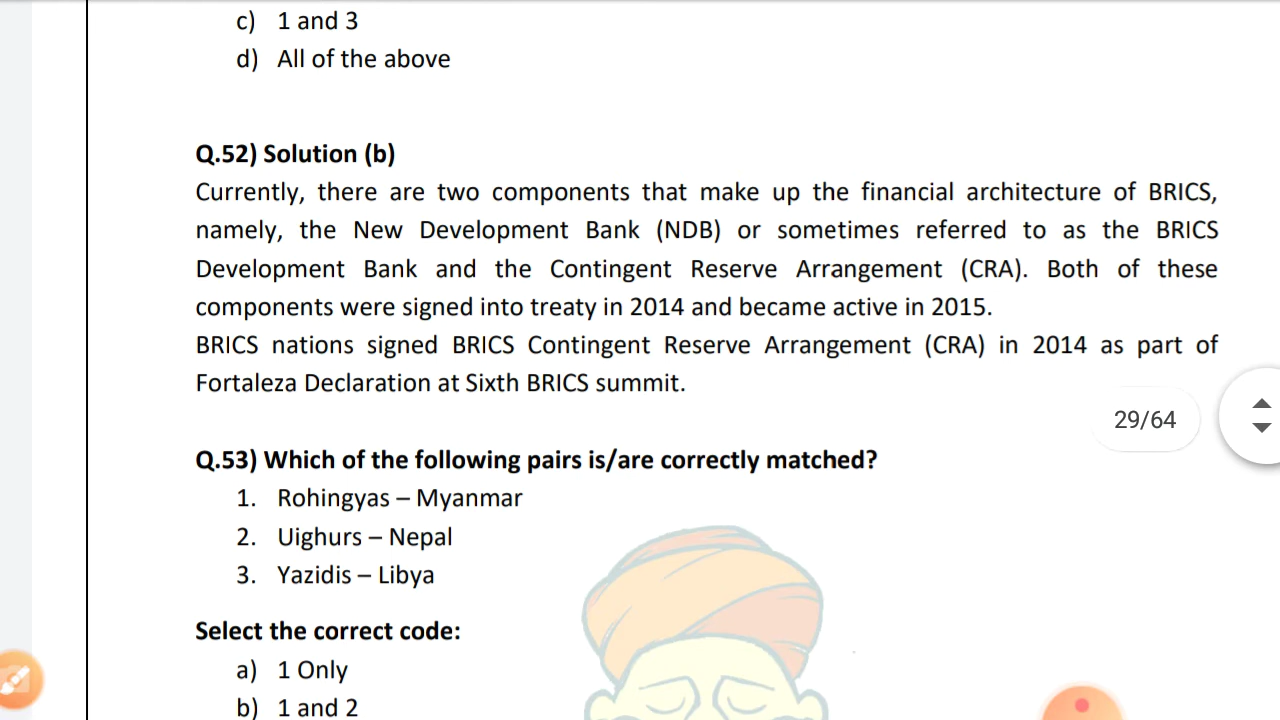 c) 1 and 3
d) All of the above
Q.52) Solution (b)
Currently, there are two components that make up the financial architecture of BRICS,
namely, the New Development Bank (NDB) or sometimes referred to as the BRICS
Development Bank and the Contingent Reserve Arrangement (CRA). Both of these
components were signed into treaty in 2014 and became active in 2015.
BRICS nations signed BRICS Contingent Reserve Arrangement (CRA) in 2014 as part of
Fortaleza Declaration at Sixth BRICS summit.
29/64
Q.53) Which of the following pairs is/are correctly matched?
1. Rohingyas – Myanmar
2. Uighurs – Nepal
3. Yazidis – Libya
Select the correct code:
a) 1 Only
b) 1 and 2